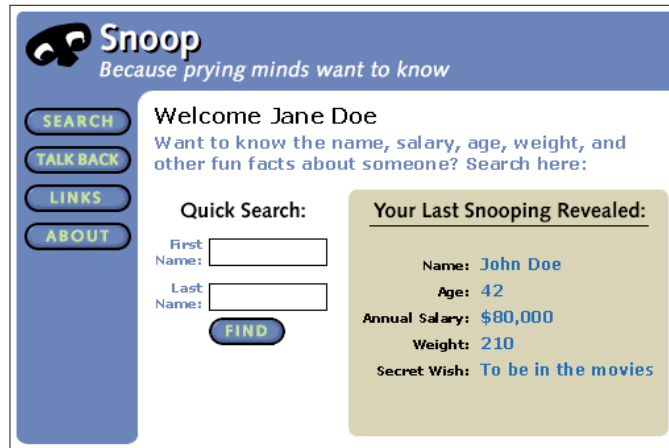 Snoop
Because prying minds want to know
SEARCH
TALK BACK
LINKS
ABOUT
Welcome Jane Doe
Want to know the name, salary, age, weight, and
other fun facts about someone? Search here:
Quick Search:
First
Name:
Last
Name:
FIND
Your Last Snooping Revealed:
Name: John Doe
Age: 42
Annual Salary: $80,000
Weight: 210
Secret Wish: To be in the movies